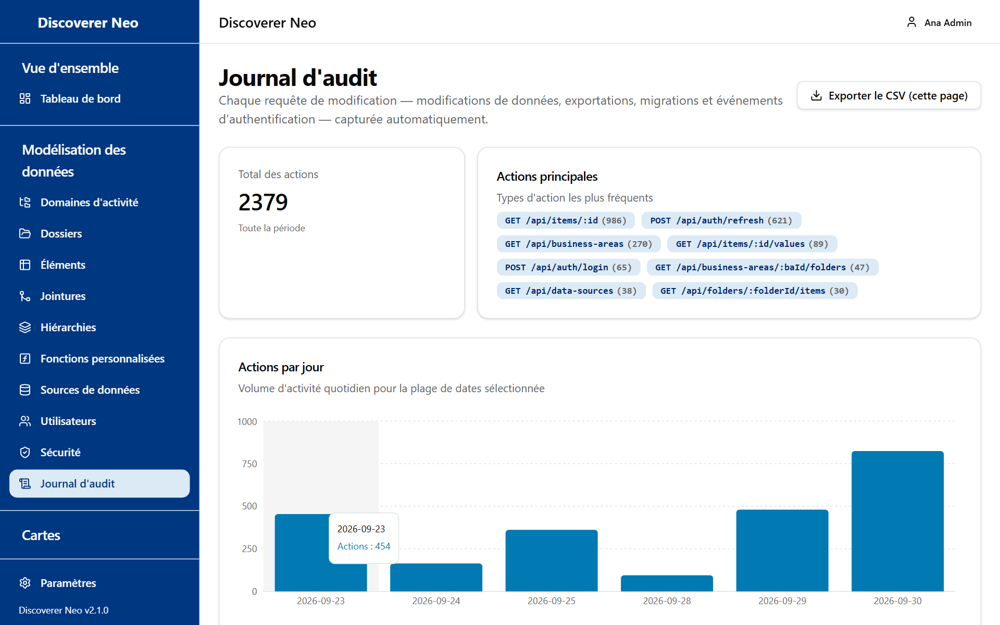 Discoverer Neo
Discoverer Neo
Ana Admin
Vue d'ensemble
Tableau de bord
Modélisation des
données
Domaines d'activité
Dossiers
Éléments
Jointures
Hiérarchies
Fonctions personnalisées
Sources de données
Utilisateurs
Sécurité
Journal d'audit
Cartes
Paramètres
Discoverer Neo v2.1.0
Journal d'audit
Chaque requête de modification — modifications de données, exportations, migrations et événements
d'authentification — capturée automatiquement.
Exporter le CSV (cette page)
Total des actions
2379
Toute la période
Actions principales
Types d'action les plus fréquents
GET /api/items/:id (986)
POST /api/auth/refresh (621)
GET /api/business-areas (270)
GET /api/items/:id/values (89)
POST /api/auth/login (65)
GET /api/business-areas/:baId/folders (47)
GET /api/data-sources (38)
GET /api/folders/:folderId/items (30)
Actions par jour
Volume d'activité quotidien pour la plage de dates sélectionnée
1000
750
500
250
0
2026-09-23
Actions : 454
2026-09-23
2026-09-24
2026-09-25
2026-09-28
2026-09-29
2026-09-30